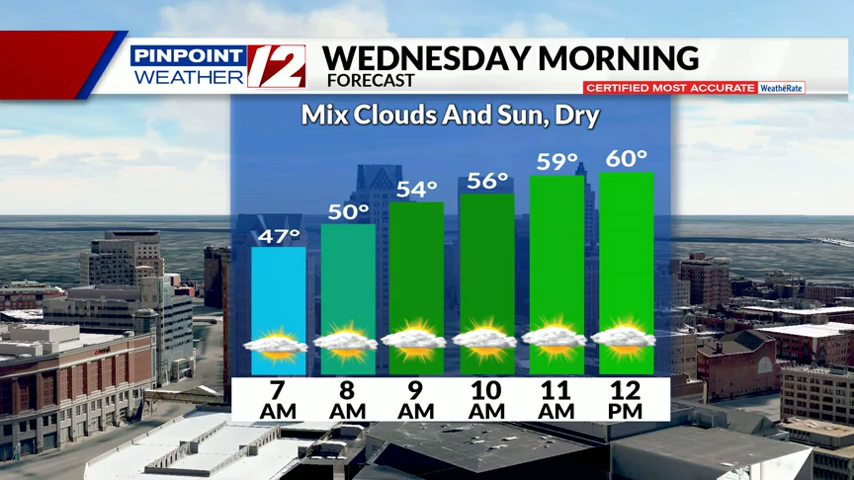 PINPOINT
WEATHER
12
WEDNESDAY MORNING
FORECAST
CERTIFIED MOST ACCURATE WeatheRate
Mix Clouds And Sun, Dry
47° 50° 54° 56° 59° 60°
7 8 9 10 11 12
AM AM AM AM AM PM